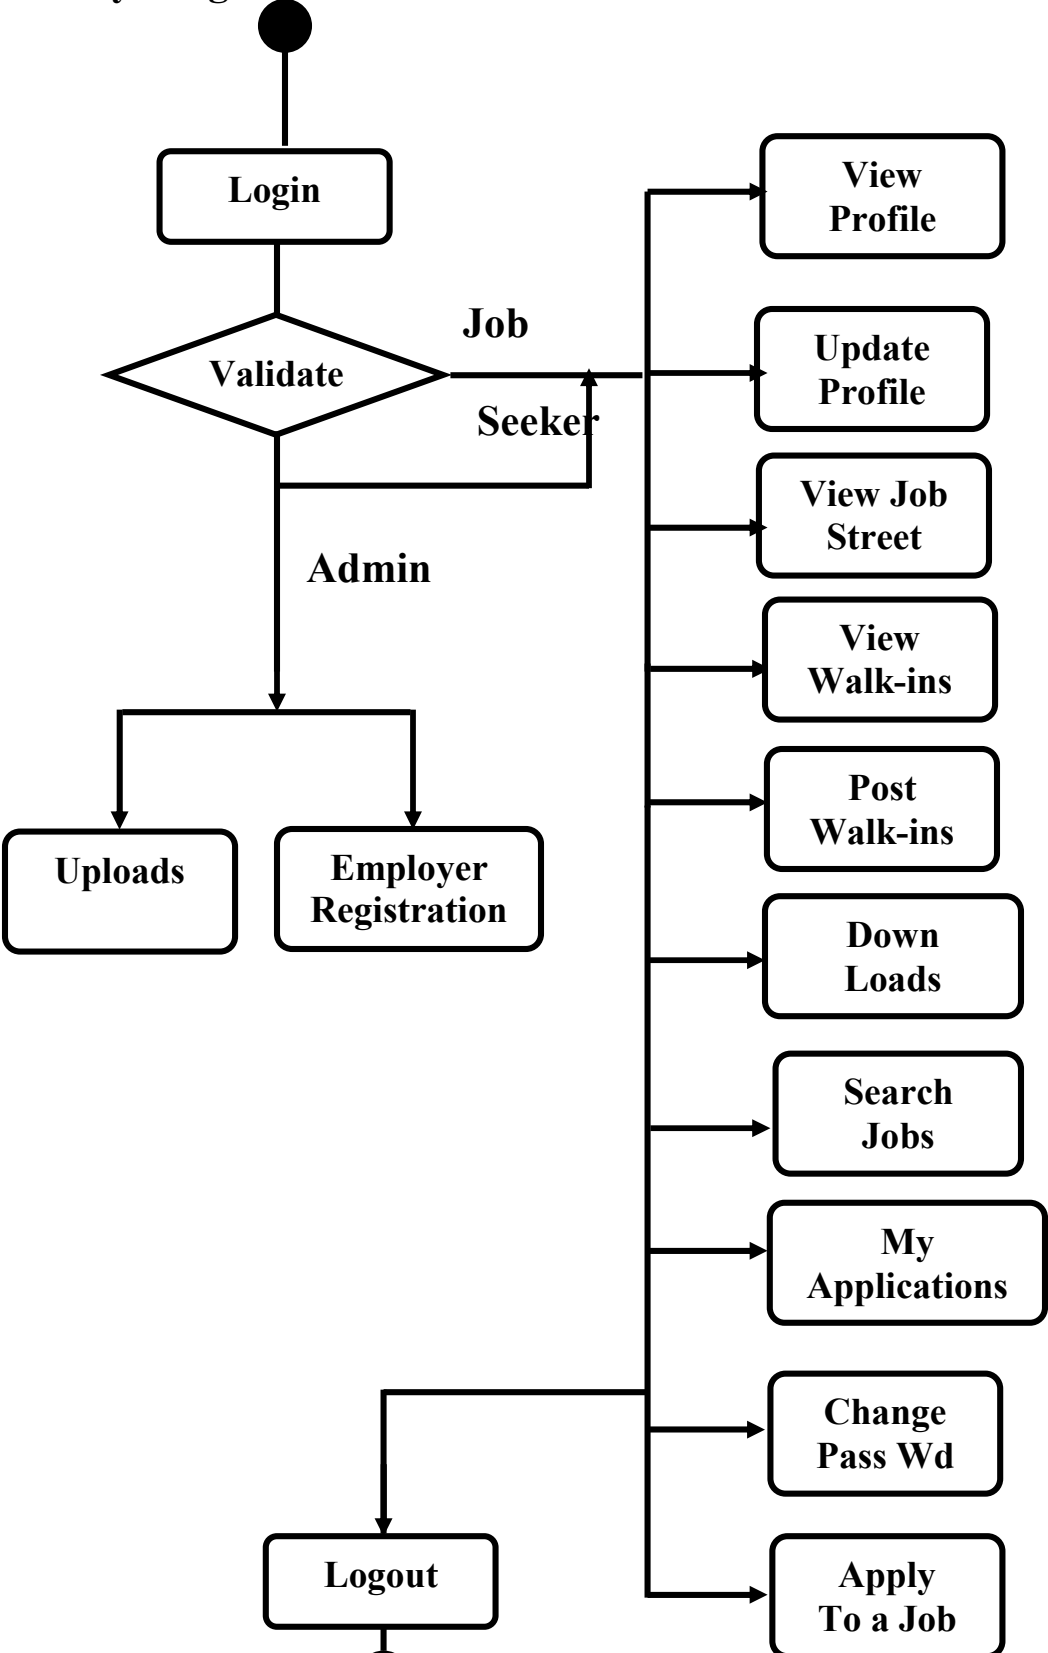 Login
Validate
Job
Seeker
Admin
Uploads
Employer
Registration
View
Profile
Update
Profile
View Job
Street
View
Walk-ins
Post
Walk-ins
Down
Loads
Search
Jobs
My
Applications
Change
Pass Wd
Apply
To a Job
Logout